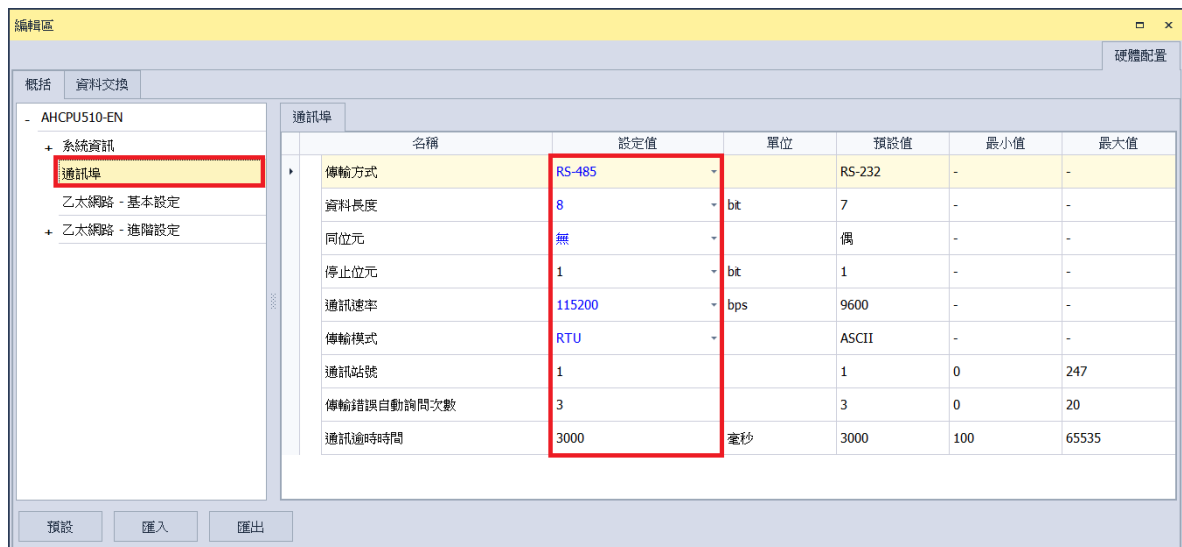 編輯區
硬體配置
概括 資料交換
- AHCPU510-EN
+ 系統資訊
通訊埠
乙太網路 - 基本設定
+ 乙太網路 - 進階設定
通訊埠
名稱 設定值 單位 預設值 最小值 最大值
傳輸方式 RS-485 RS-232 - -
資料長度 8 bit 7 - -
同位元 無 偶 - -
停止位元 1 bit 1 - -
通訊速率 115200 bps 9600 - -
傳輸模式 RTU ASCII - -
通訊站號 1 1 0 247
傳輸錯誤自動詢問次數 3 3 0 20
通訊逾時時間 3000 毫秒 3000 100 65535
預設 匯入 匯出